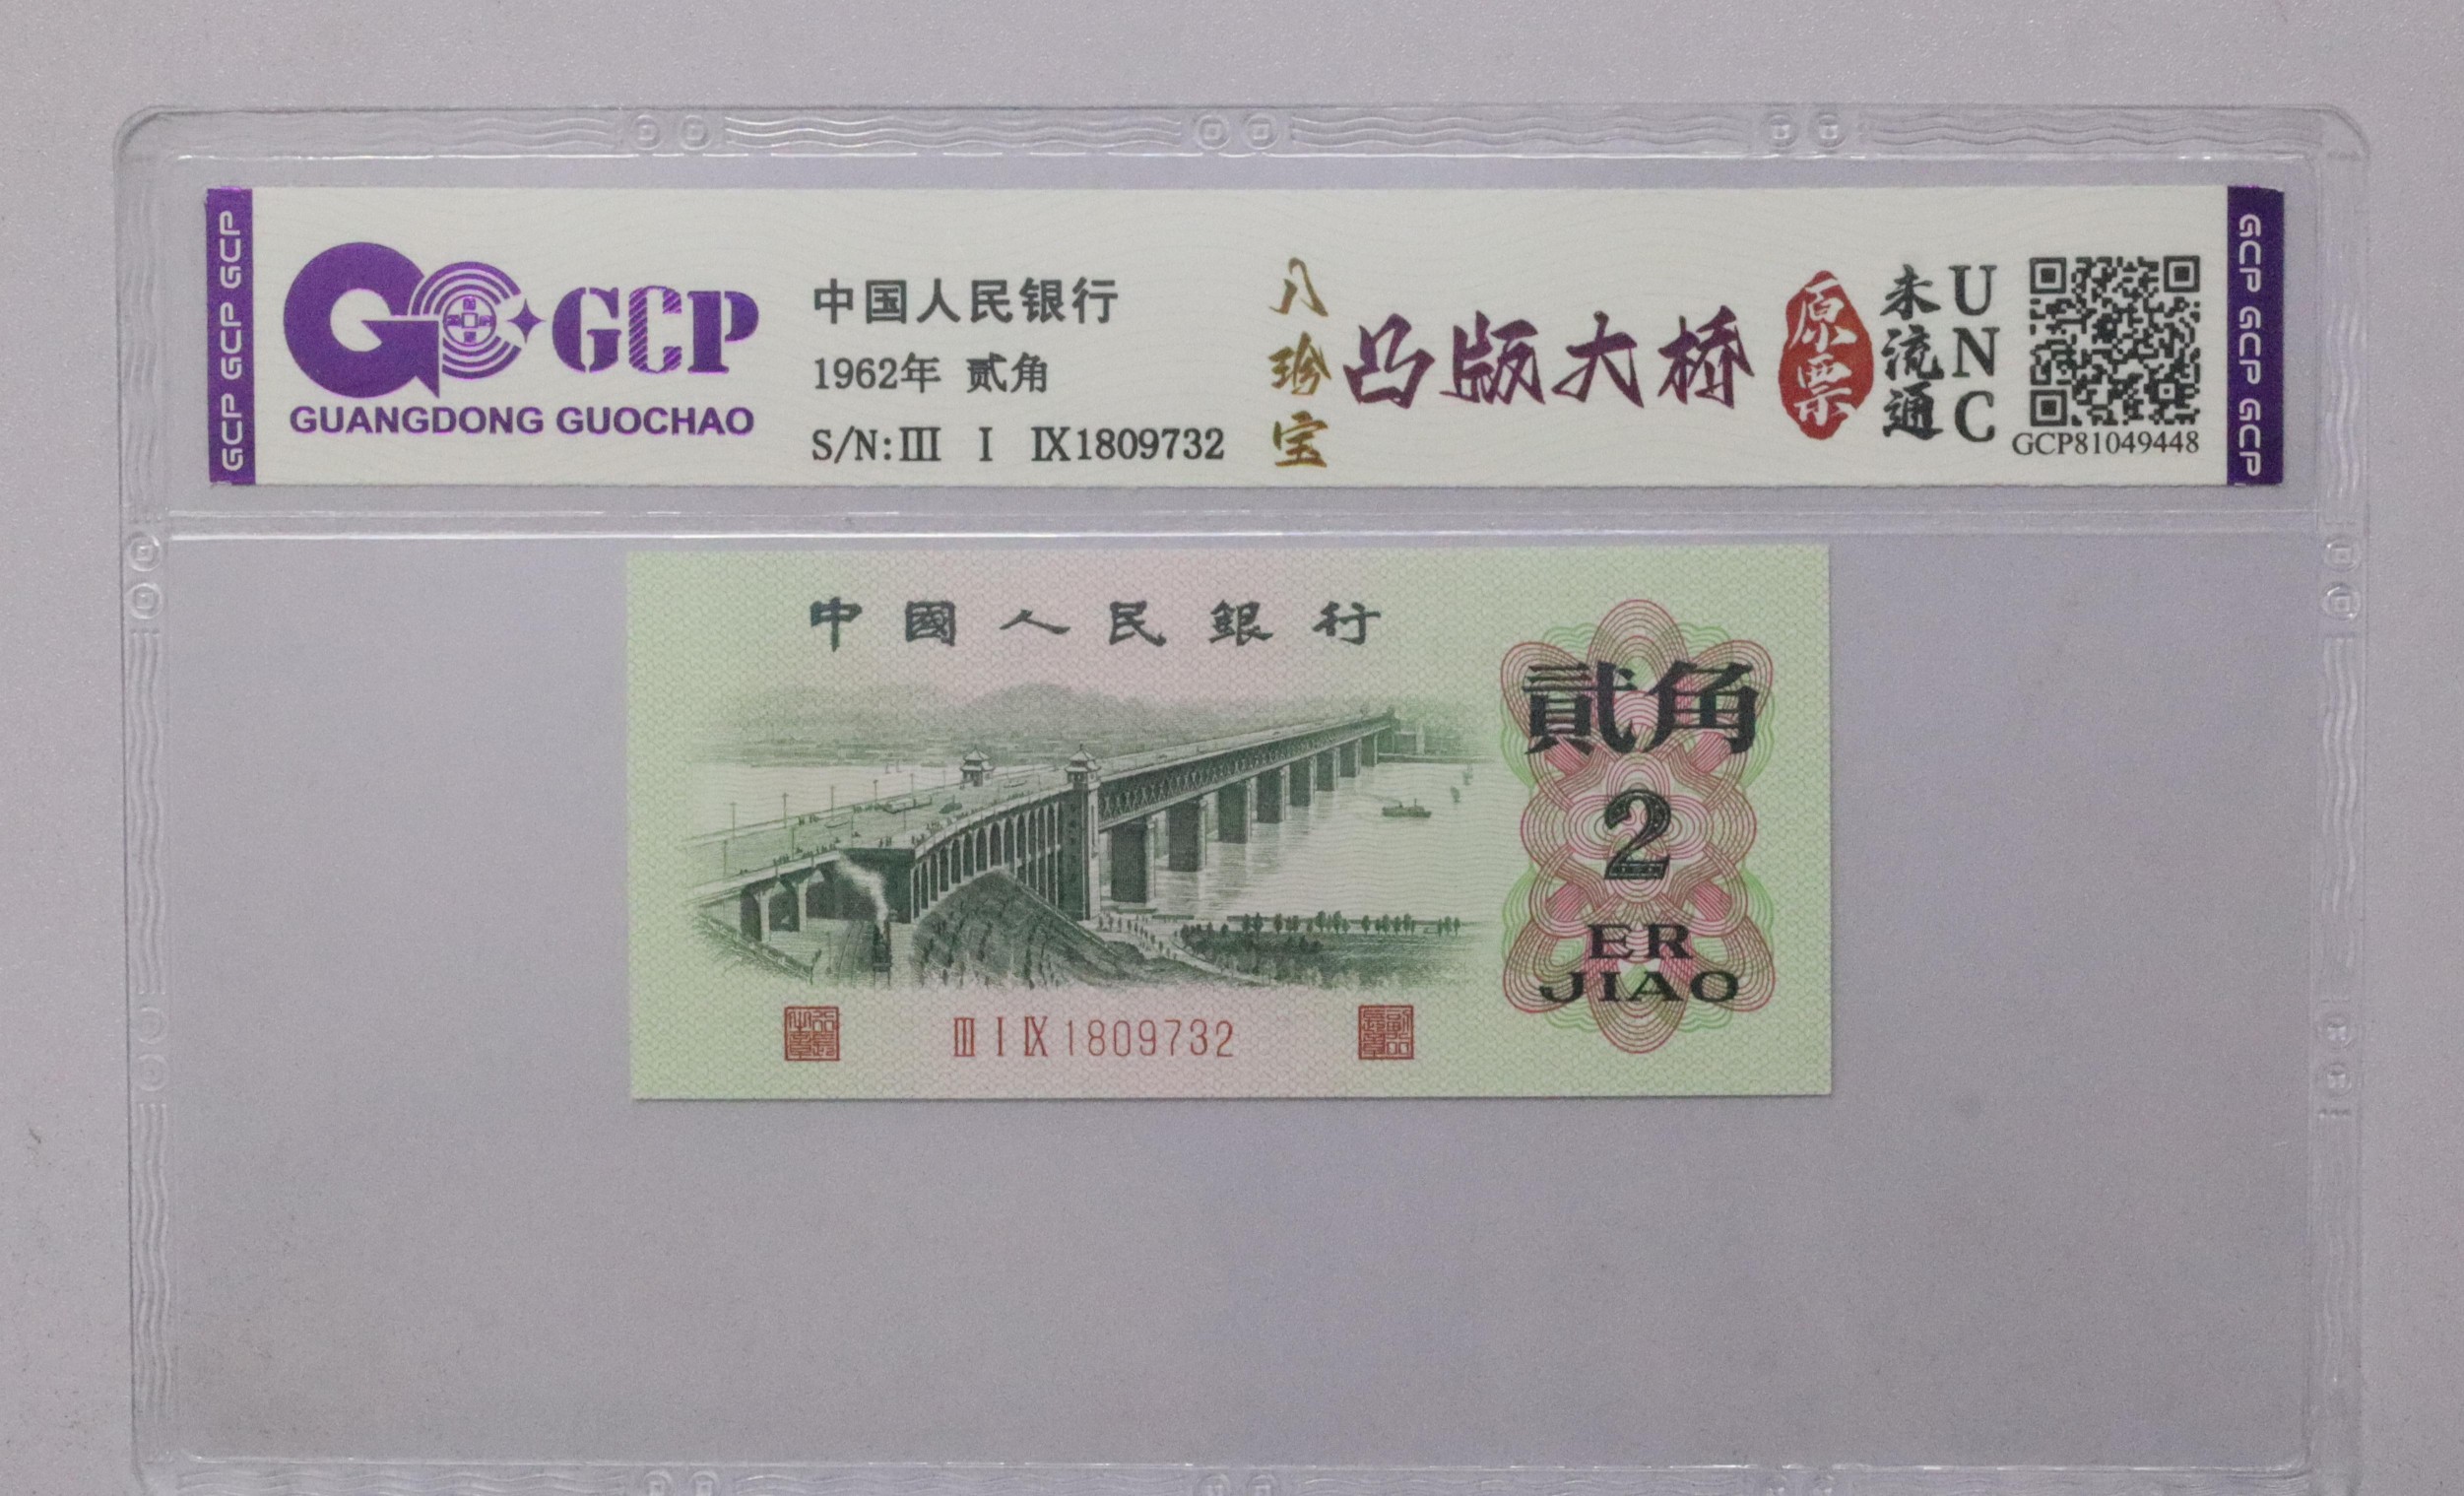 GCP GCP GCP
GCP
GUANGDONG GUOCHAO
中国人民银行
1962年 贰角
S/N:Ⅲ Ⅰ Ⅸ1809732
八珍宝
凸版大桥
原票
未流通
UNC
GCP81049448
GCP GCP GCP
中國人民銀行
貳角
2
ER
JIAO
Ⅲ Ⅰ Ⅸ 1809732